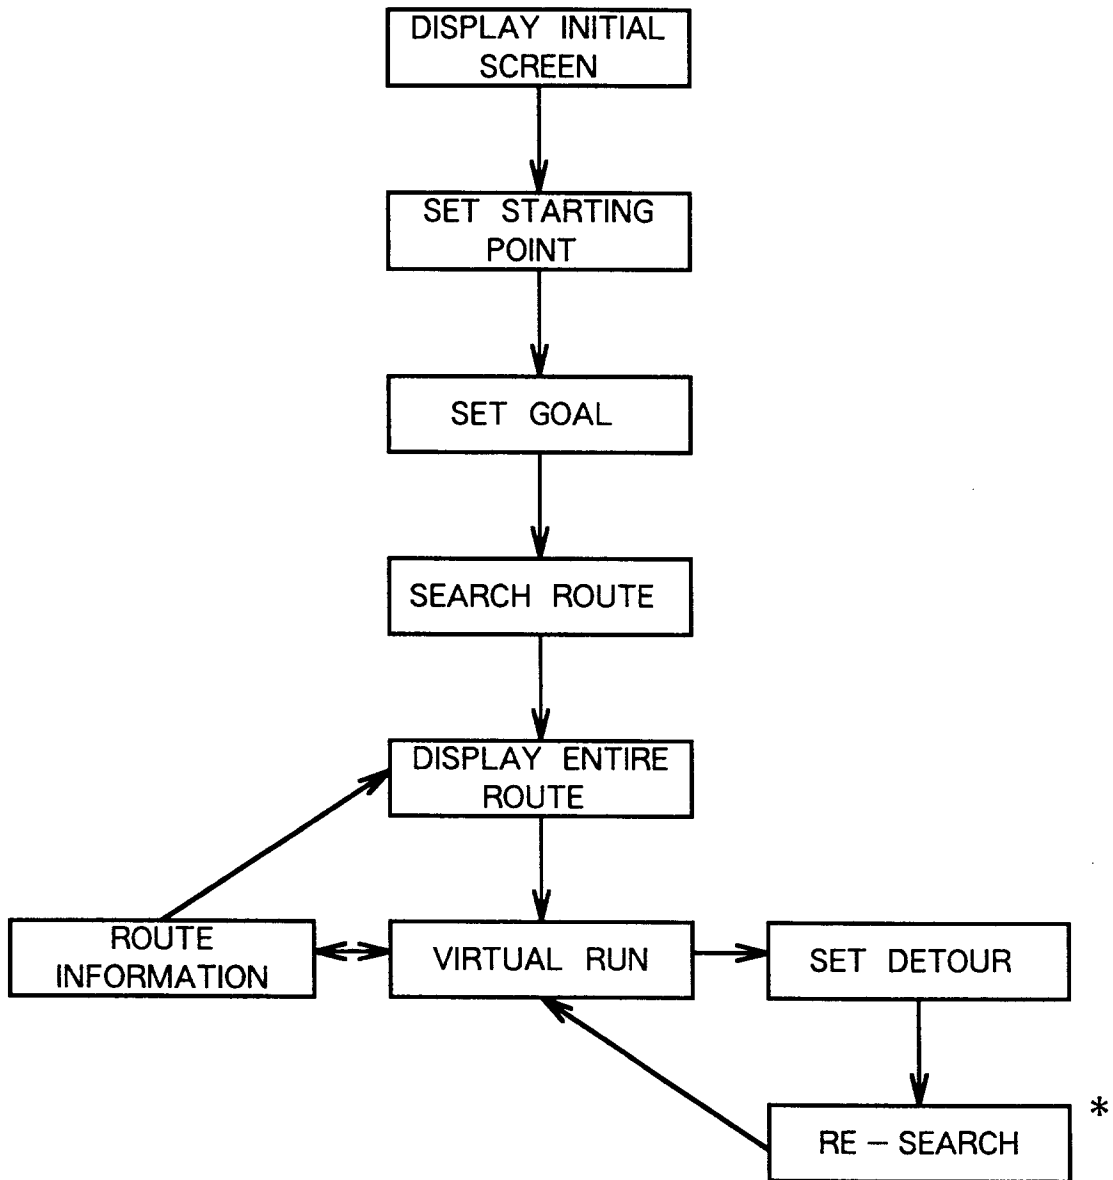 DISPLAY INITIAL
SCREEN
SET STARTING
POINT
SET GOAL
SEARCH ROUTE
DISPLAY ENTIRE
ROUTE
ROUTE
INFORMATION
VIRTUAL RUN
SET DETOUR
RE – SEARCH
*